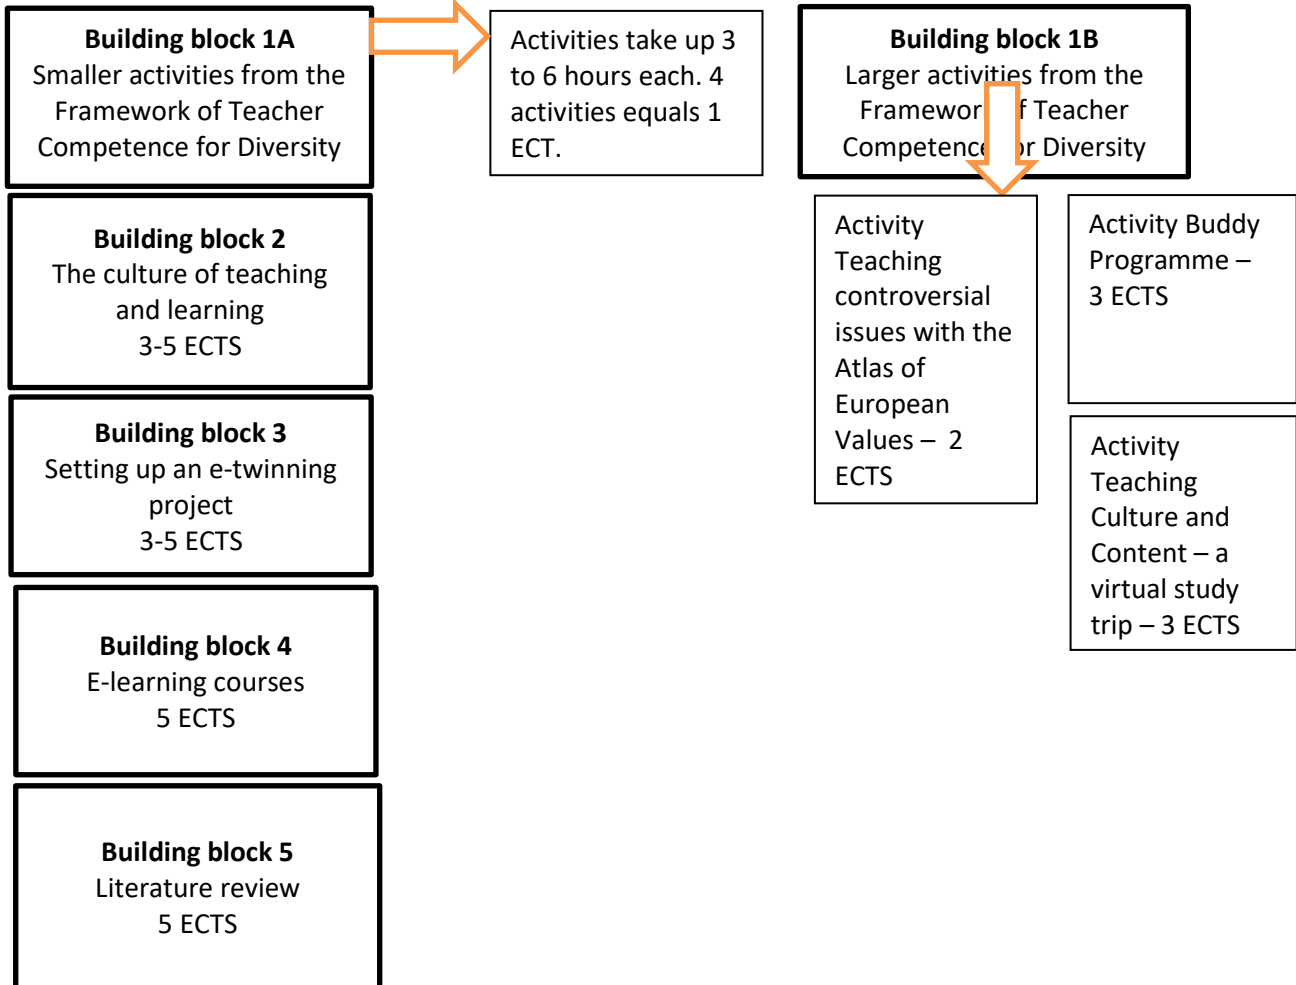 Building block 1A
Smaller activities from the
Framework of Teacher
Competence for Diversity
Activities take up 3
to 6 hours each. 4
activities equals 1
ECT.
Building block 1B
Larger activities from the
Framework of Teacher
Competence for Diversity
Building block 2
The culture of teaching
and learning
3-5 ECTS
Activity
Teaching
controversial
issues with the
Atlas of
European
Values – 2
ECTS
Activity Buddy
Programme –
3 ECTS
Building block 3
Setting up an e-twinning
project
3-5 ECTS
Activity
Teaching
Culture and
Content – a
virtual study
trip – 3 ECTS
Building block 4
E-learning courses
5 ECTS
Building block 5
Literature review
5 ECTS